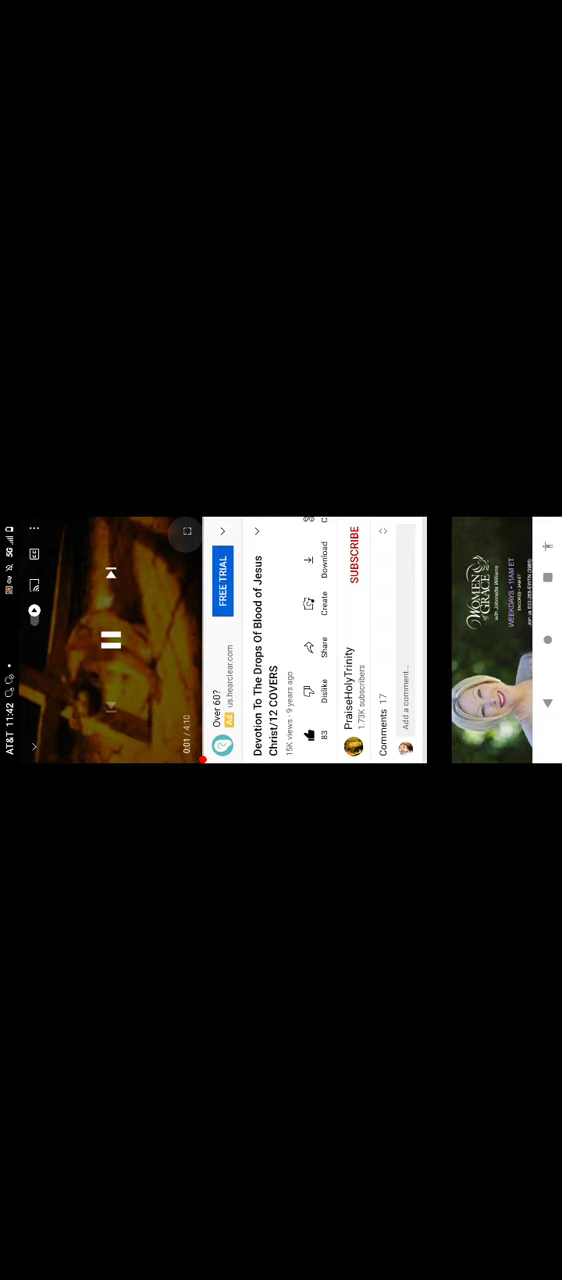 AT&T 11:42
5G
0:01 / 4:10
Over 60?
Ad us.hearclear.com
FREE TRIAL
Devotion To The Drops Of Blood of Jesus
Christ/12 COVERS
15K views · 9 years ago
83
Dislike
Share
Create
Download
C
PraiseHolyTrinity
1.73K subscribers
SUBSCRIBE
Comments 17
Add a comment...
WOMEN
of GRACE
with Johnnette Williams
WEEKDAYS • 11AM ET